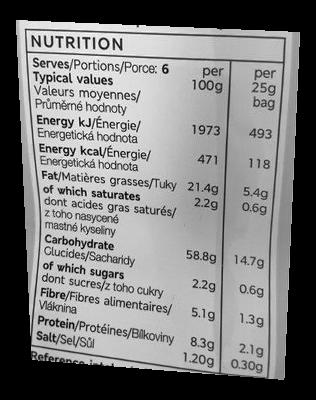 NUTRITION
Serves/Portions/Porce: 6
Typical values
Valeurs moyennes/
Průměrné hodnoty
per
100g
per
25g
bag
Energy kJ/Énergie/
Energetická hodnota
1973
493
Energy kcal/Énergie/
Energetická hodnota
471
118
Fat/Matières grasses/Tuky 21.4g 5.4g
of which saturates 2.2g 0.6g
dont acides gras saturés/
z toho nasycené
mastné kyseliny
Carbohydrate
Glucides/Sacharidy 58.8g 14.7g
of which sugars
dont sucres/z toho cukry 2.2g 0.6g
Fibre/Fibres alimentaires/
Vláknina 5.1g 1.3g
Protein/Protéines/Bílkoviny 8.3g 2.1g
Salt/Sel/Sůl 1.20g 0.30g
Reference